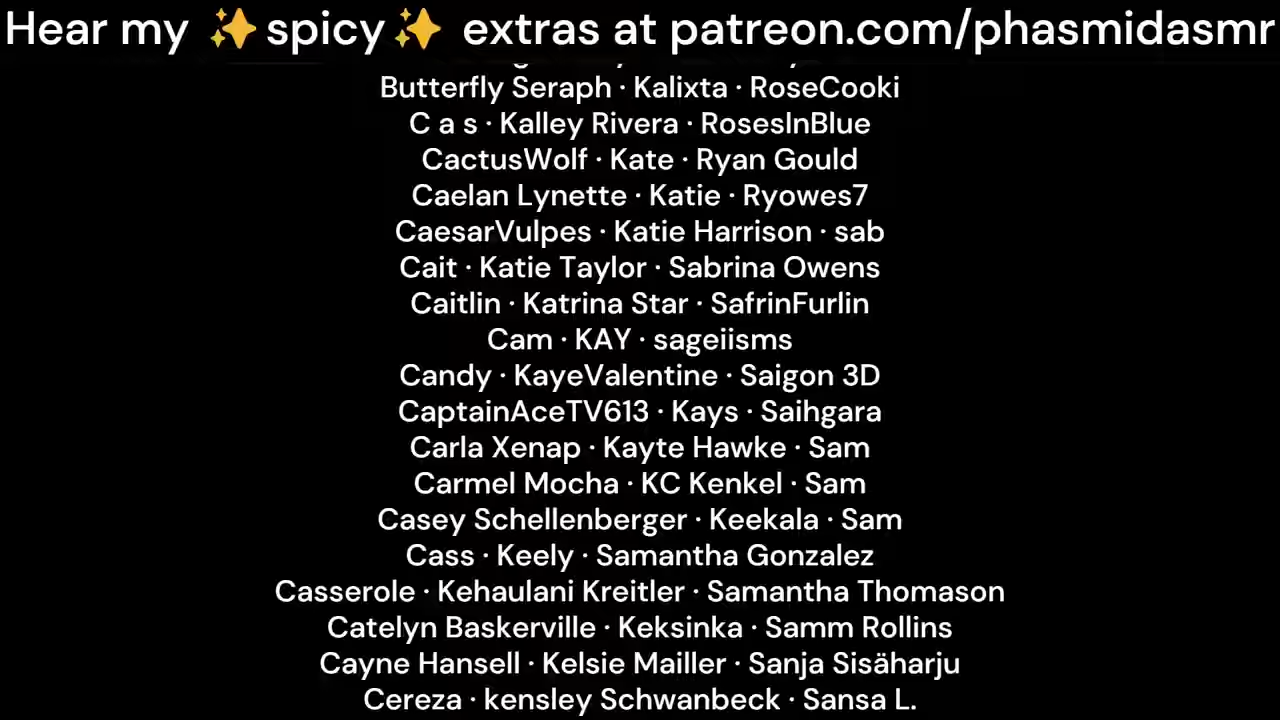 Hear my ✨spicy✨ extras at patreon.com/phasmidasmr
Butterfly Seraph · Kalixta · RoseCooki
C a s · Kalley Rivera · RosesInBlue
CactusWolf · Kate · Ryan Gould
Caelan Lynette · Katie · Ryowes7
CaesarVulpes · Katie Harrison · sab
Cait · Katie Taylor · Sabrina Owens
Caitlin · Katrina Star · SafrinFurlin
Cam · KAY · sageiisms
Candy · KayeValentine · Saigon 3D
CaptainAceTV613 · Kays · Saihgara
Carla Xenap · Kayte Hawke · Sam
Carmel Mocha · KC Kenkel · Sam
Casey Schellenberger · Keekala · Sam
Cass · Keely · Samantha Gonzalez
Casserole · Kehaulani Kreitler · Samantha Thomason
Catelyn Baskerville · Keksinka · Samm Rollins
Cayne Hansell · Kelsie Mailler · Sanja Sisäharju
Cereza · kensley Schwanbeck · Sansa L.